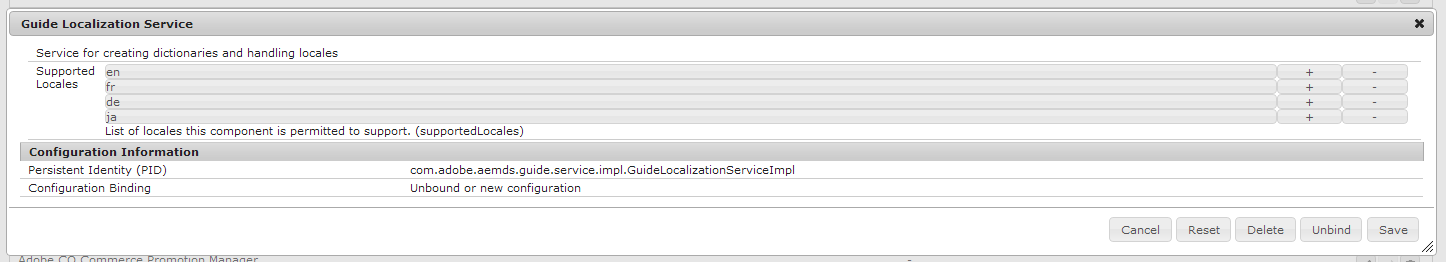 Guide Localization Service
Service for creating dictionaries and handling locales
Supported Locales
en + -
fr + -
de + -
ja + -
List of locales this component is permitted to support. (supportedLocales)
Configuration Information
Persistent Identity (PID) com.adobe.aemds.guide.service.impl.GuideLocalizationServiceImpl
Configuration Binding Unbound or new configuration
Cancel Reset Delete Unbind Save
Adobe CQ Commerce Promotion Manager -